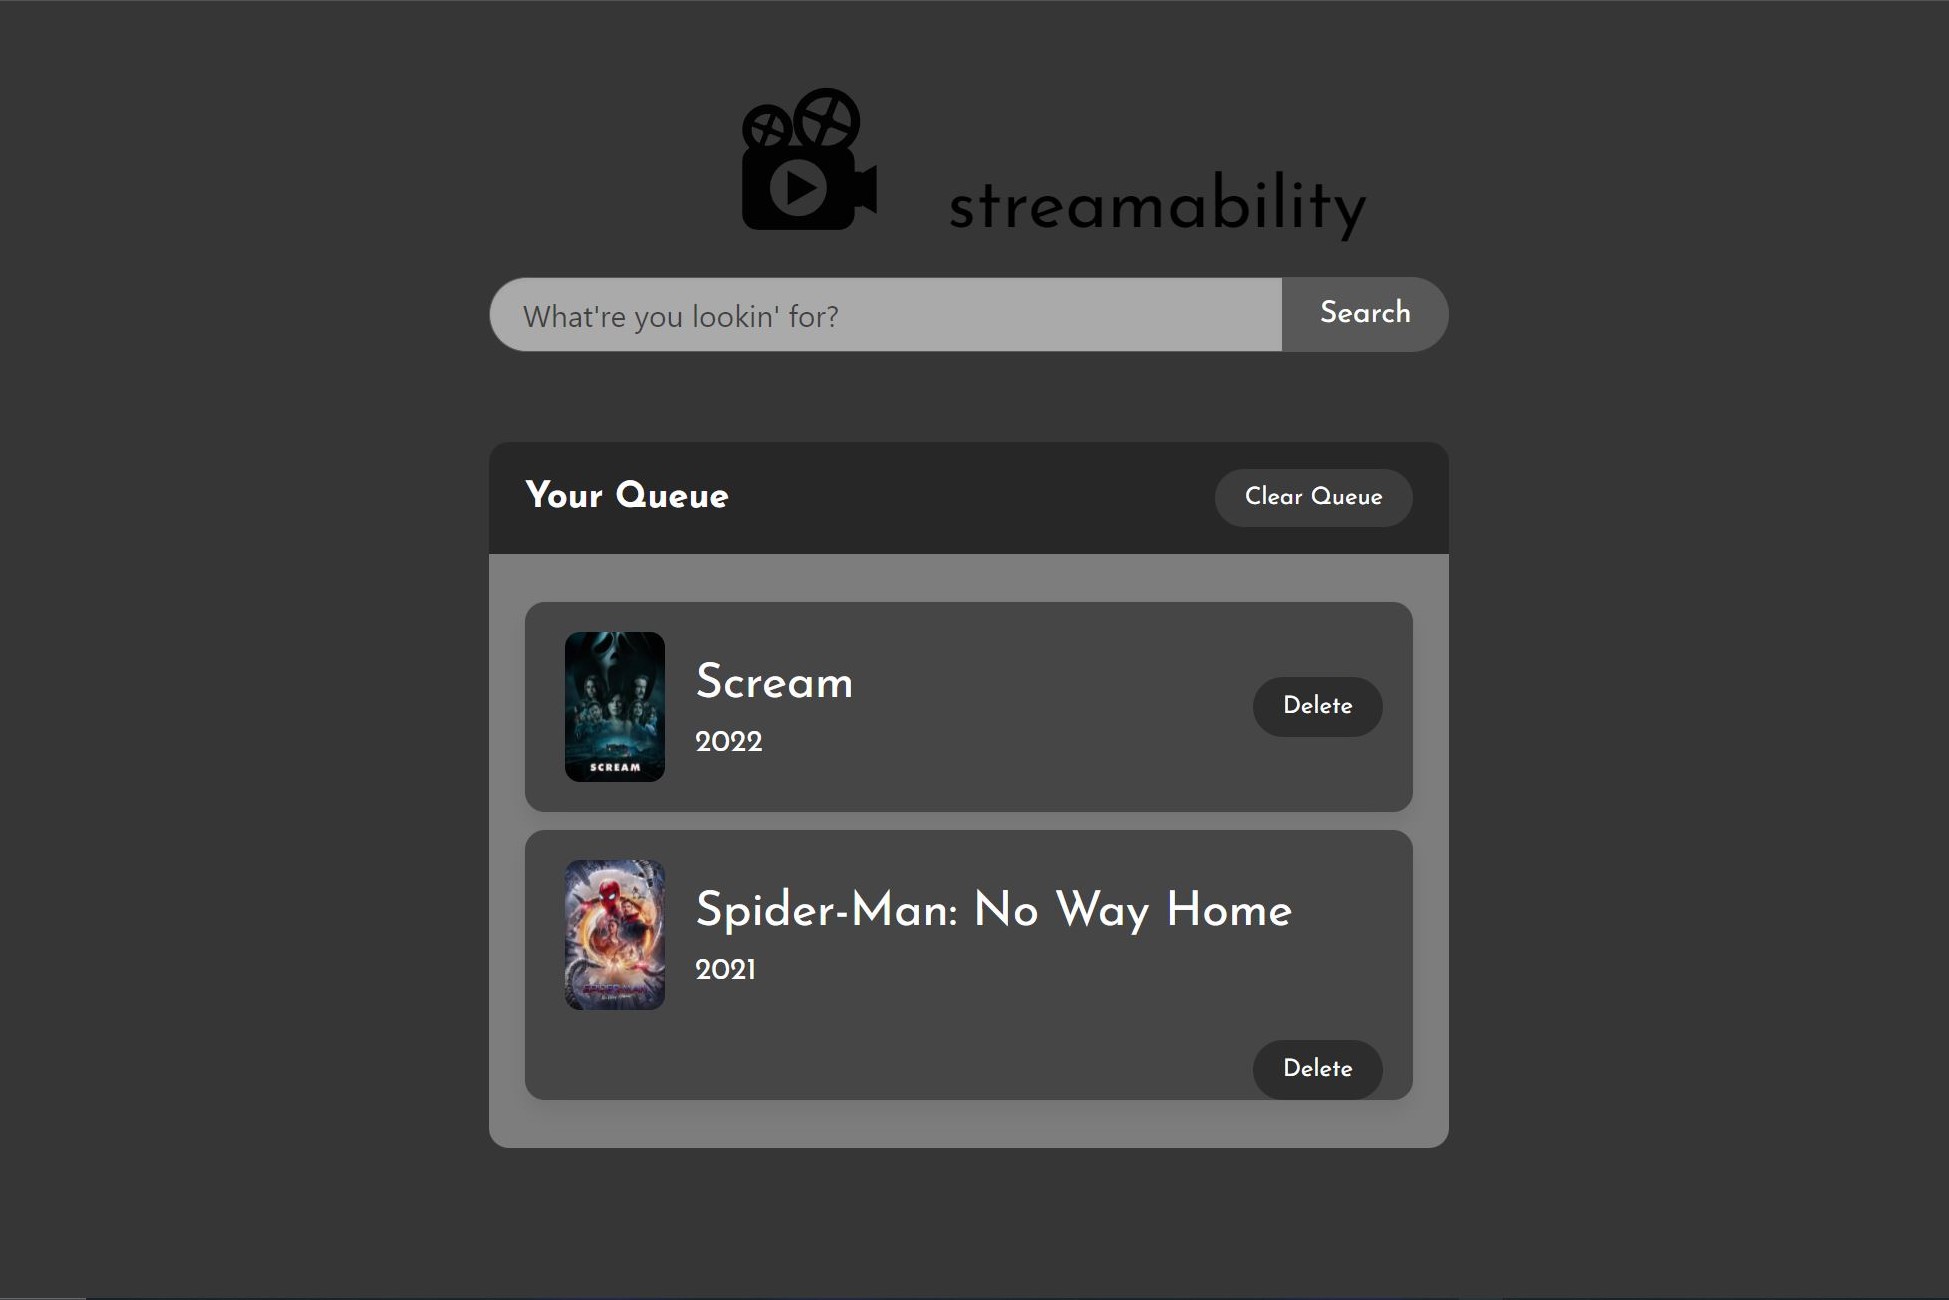 streamability
What're you lookin' for?
Search
Your Queue
Clear Queue
Scream
2022
Delete
SCREAM
Spider-Man: No Way Home
2021
Delete